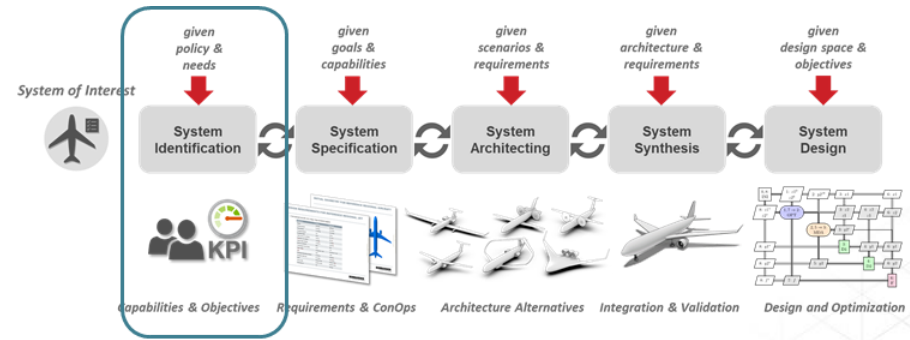 given
policy &
needs
given
goals &
capabilities
given
scenarios &
requirements
given
architecture &
requirements
given
design space &
objectives
System of Interest
System
Identification
System
Specification
System
Architecting
System
Synthesis
System
Design
KPI
Capabilities & Objectives
Requirements & ConOps
Architecture Alternatives
Integration & Validation
Design and Optimization